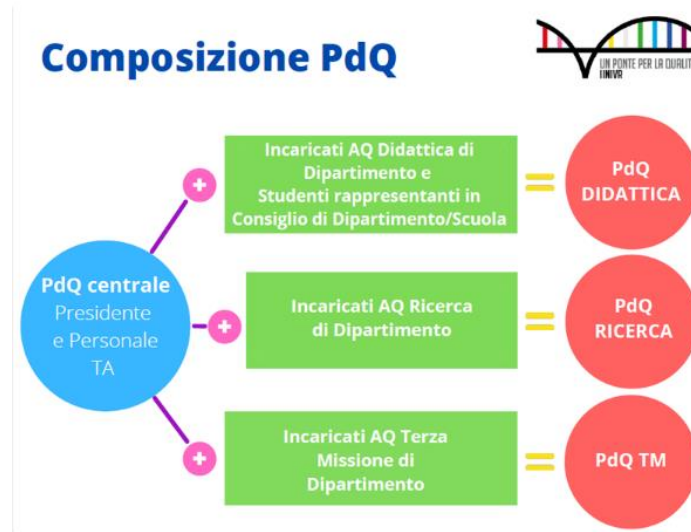 Composizione PdQ
UN PONTE PER LA QUALIT
UNIVR
Incaricati AQ Didattica di
Dipartimento e
Studenti rappresentanti in
Consiglio di Dipartimento/Scuola
PdQ
DIDATTICA
PdQ centrale
Presidente
e Personale
TA
Incaricati AQ Ricerca
di Dipartimento
PdQ
RICERCA
Incaricati AQ Terza
Missione di
Dipartimento
PdQ TM